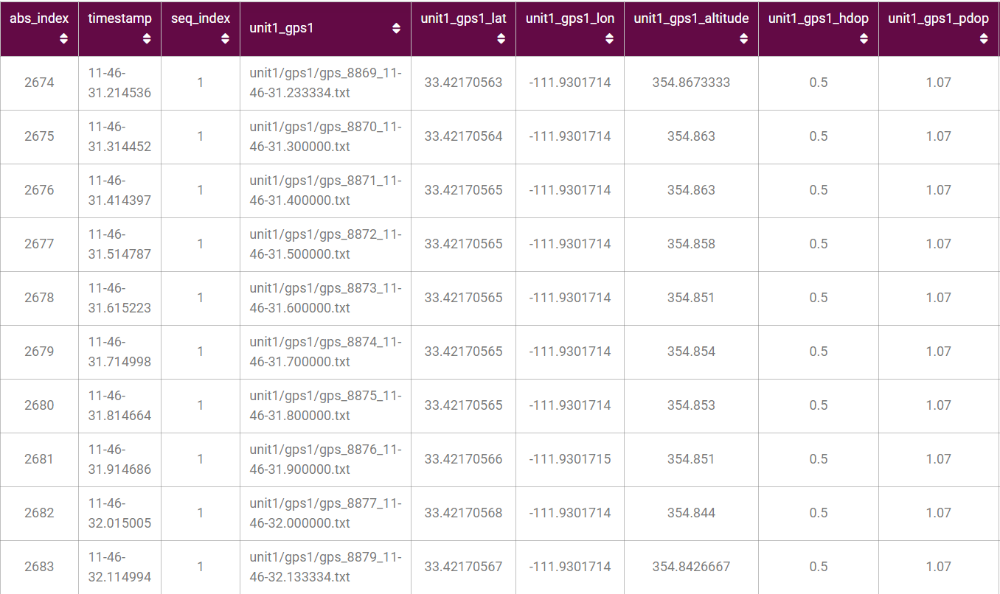 abs_index timestamp seq_index unit1_gps1 unit1_gps1_lat unit1_gps1_lon unit1_gps1_altitude unit1_gps1_hdop unit1_gps1_pdop
2674 11-46- 1 unit1/gps1/gps_8869_11- 33.42170563 -111.9301714 354.8673333 0.5 1.07
31.214536 46-31.233334.txt
2675 11-46- 1 unit1/gps1/gps_8870_11- 33.42170564 -111.9301714 354.863 0.5 1.07
31.314452 46-31.300000.txt
2676 11-46- 1 unit1/gps1/gps_8871_11- 33.42170565 -111.9301714 354.863 0.5 1.07
31.414397 46-31.400000.txt
2677 11-46- 1 unit1/gps1/gps_8872_11- 33.42170565 -111.9301714 354.858 0.5 1.07
31.514787 46-31.500000.txt
2678 11-46- 1 unit1/gps1/gps_8873_11- 33.42170565 -111.9301714 354.851 0.5 1.07
31.615223 46-31.600000.txt
2679 11-46- 1 unit1/gps1/gps_8874_11- 33.42170565 -111.9301714 354.854 0.5 1.07
31.714998 46-31.700000.txt
2680 11-46- 1 unit1/gps1/gps_8875_11- 33.42170565 -111.9301714 354.853 0.5 1.07
31.814664 46-31.800000.txt
2681 11-46- 1 unit1/gps1/gps_8876_11- 33.42170566 -111.9301715 354.851 0.5 1.07
31.914686 46-31.900000.txt
2682 11-46- 1 unit1/gps1/gps_8877_11- 33.42170568 -111.9301714 354.844 0.5 1.07
32.015005 46-32.000000.txt
2683 11-46- 1 unit1/gps1/gps_8879_11- 33.42170567 -111.9301714 354.8426667 0.5 1.07
32.114994 46-32.133334.txt